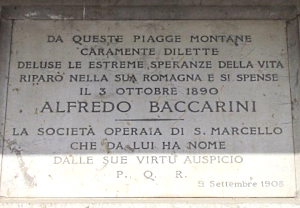 DA QUESTE PIAGGE MONTANE
CARAMENTE DILETTE
DELUSE LE ESTREME SPERANZE DELLA VITA
RIPARÒ NELLA SUA ROMAGNA E SI SPENSE
IL 3 OTTOBRE 1890
ALFREDO BACCARINI
LA SOCIETÀ OPERAIA DI S. MARCELLO
CHE DA LUI HA NOME
DALLE SUE VIRTÙ AUSPICIO
P. Q. R.
9 Settembre 1908